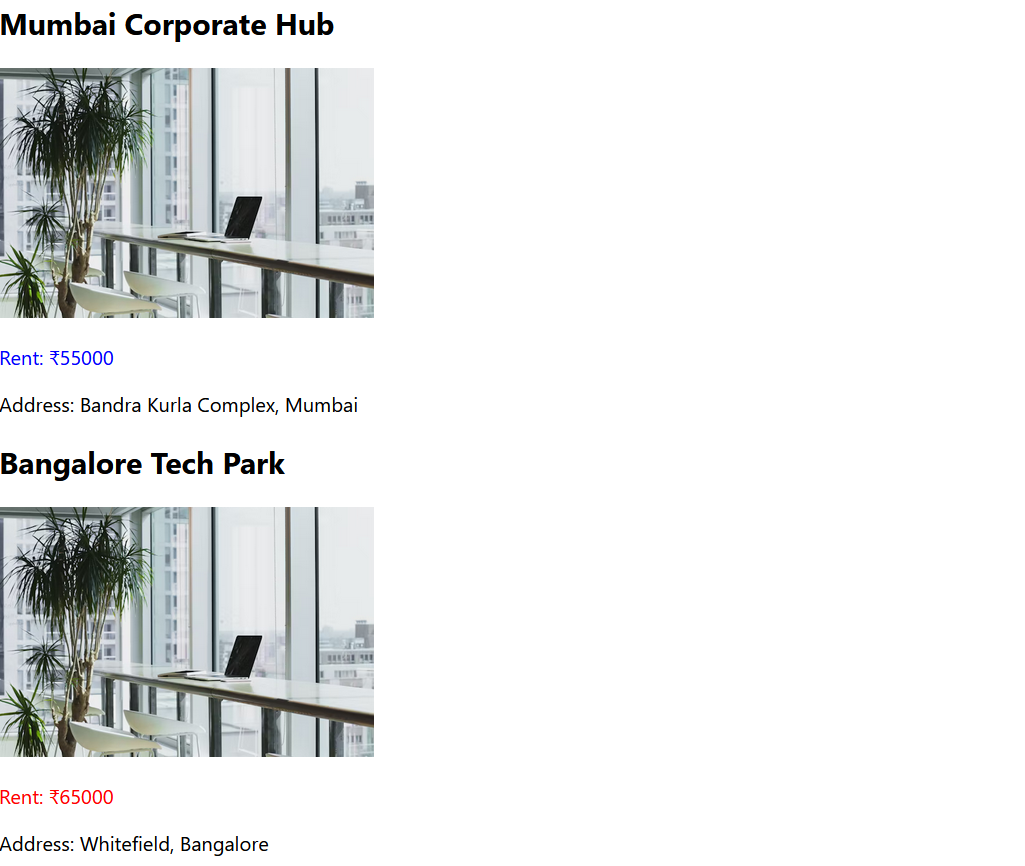 Mumbai Corporate Hub
Rent: ₹55000
Address: Bandra Kurla Complex, Mumbai
Bangalore Tech Park
Rent: ₹65000
Address: Whitefield, Bangalore